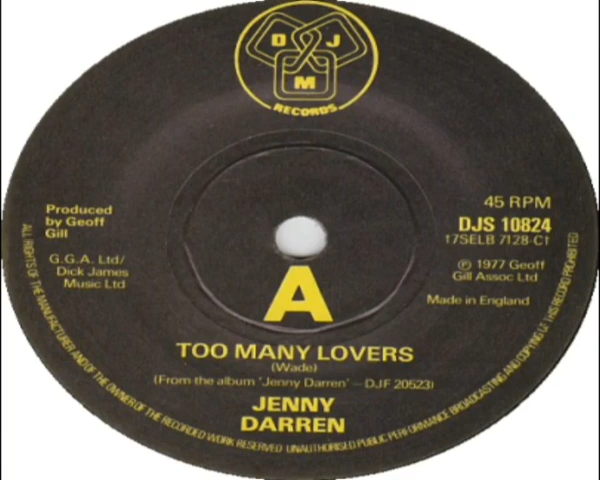 D J
M
RECORDS
Produced
by Geoff
Gill
G.G.A. Ltd/
Dick James
Music Ltd
45 RPM
DJS 10824
17SELB 7128-C1
℗ 1977 Geoff
Gill Assoc Ltd
Made in England
A
TOO MANY LOVERS
(Wade)
(From the album 'Jenny Darren' – DJF 20523)
JENNY
DARREN
ALL RIGHTS OF THE MANUFACTURER AND OF THE OWNER OF THE RECORDED WORK RESERVED UNAUTHORISED PUBLIC PERFORMANCE BROADCASTING AND COPYING OF THIS RECORD PROHIBITED